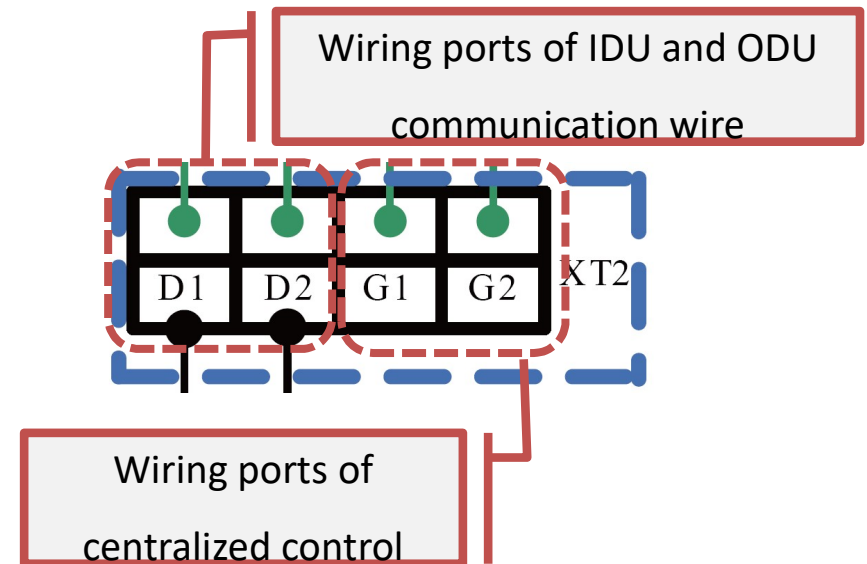 Wiring ports of IDU and ODU
communication wire
D1 D2 G1 G2 XT2
Wiring ports of
centralized control